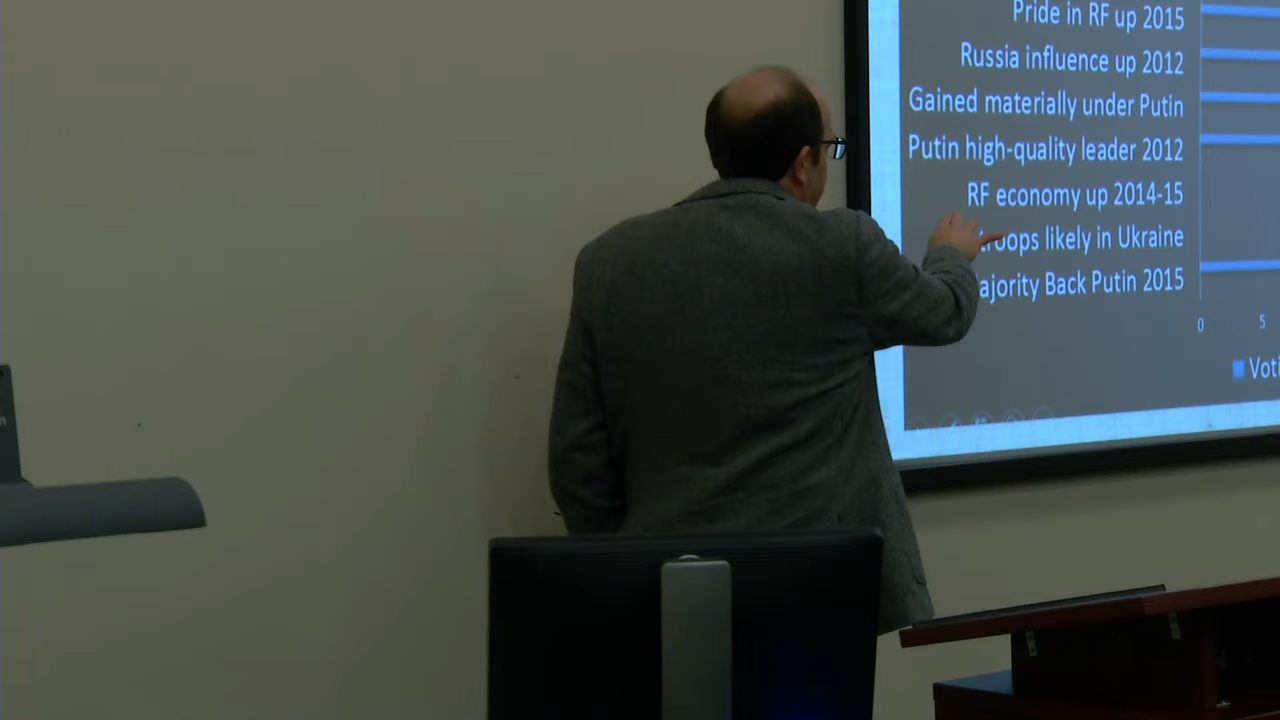 Pride in RF up 2015
Russia influence up 2012
Gained materially under Putin
Putin high-quality leader 2012
RF economy up 2014-15
troops likely in Ukraine
ajority Back Putin 2015
0 5
Voti